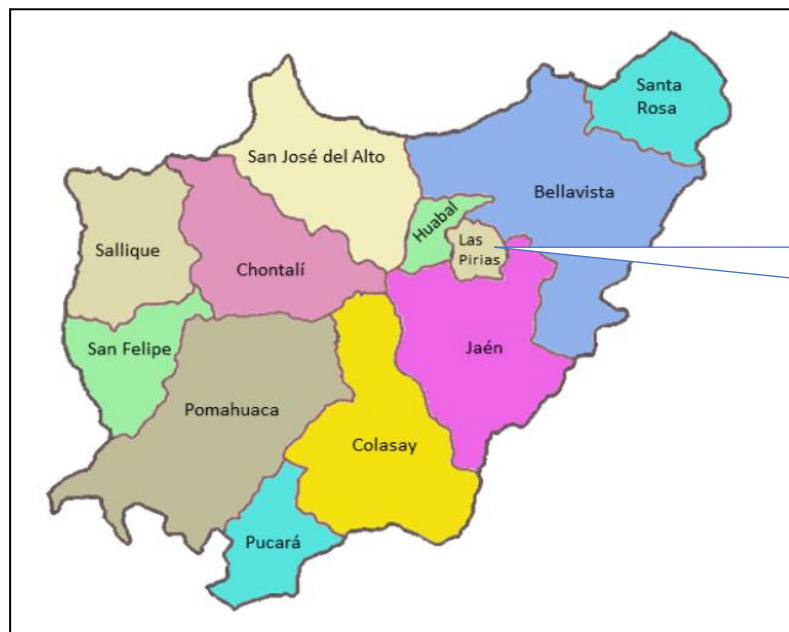 Santa
Rosa
San José del Alto
Bellavista
Huabal
Las
Pirias
Sallique
Chontalí
San Felipe
Jaén
Pomahuaca
Colasay
Pucará